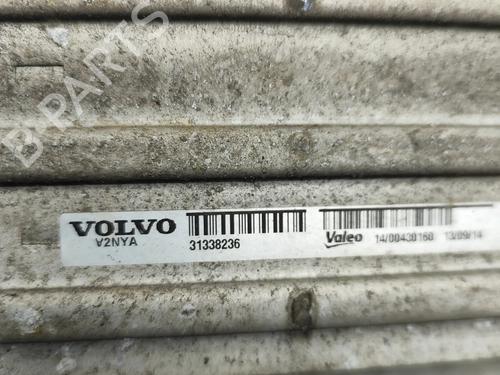 B-PARTS
VOLVO
V2NYA
31338236
Valeo 14/00430160 13/09/14